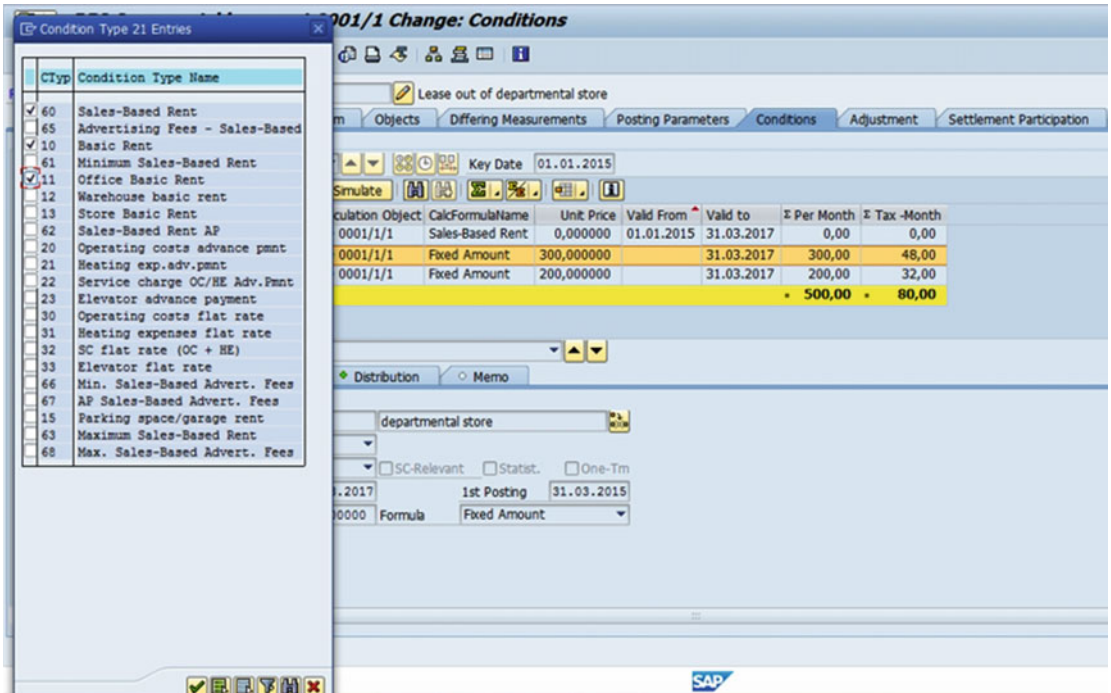 0001/1 Change: Conditions
Condition Type 21 Entries
CTyp Condition Type Name
60 Sales-Based Rent
65 Advertising Fees - Sales-Based
10 Basic Rent
61 Minimum Sales-Based Rent
11 Office Basic Rent
12 Warehouse basic rent
13 Store Basic Rent
62 Sales-Based Rent AP
20 Operating costs advance pmnt
21 Heating exp.adv.pmnt
22 Service charge OC/HE Adv.Pmnt
23 Elevator advance payment
30 Operating costs flat rate
31 Heating expenses flat rate
32 SC flat rate (OC + HE)
33 Elevator flat rate
66 Min. Sales-Based Advert. Fees
67 AP Sales-Based Advert. Fees
15 Parking space/garage rent
63 Maximum Sales-Based Rent
68 Max. Sales-Based Advert. Fees
Lease out of departmental store
m Objects Differing Measurements Posting Parameters Conditions Adjustment Settlement Participation
Key Date 01.01.2015
Simulate
culation Object CalcFormulaName Unit Price Valid From Valid to Σ Per Month Σ Tax -Month
0001/1/1 Sales-Based Rent 0,000000 01.01.2015 31.03.2017 0,00 0,00
0001/1/1 Fixed Amount 300,000000 31.03.2017 300,00 48,00
0001/1/1 Fixed Amount 200,000000 31.03.2017 200,00 32,00
500,00 80,00
Distribution Memo
departmental store
SC-Relevant Statist. One-Tm
.2017 1st Posting 31.03.2015
0000 Formula Fixed Amount
SAP